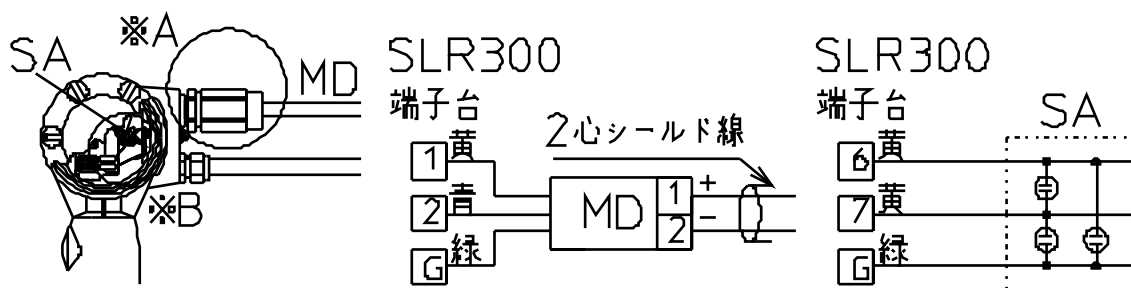 ※A
SA
MD
※B
SLR300
端子台
1 黄
2 青
G 緑
2心シールド線
MD
1 +
2 −
SLR300
端子台
SA
6 黄
7 黄
G 緑